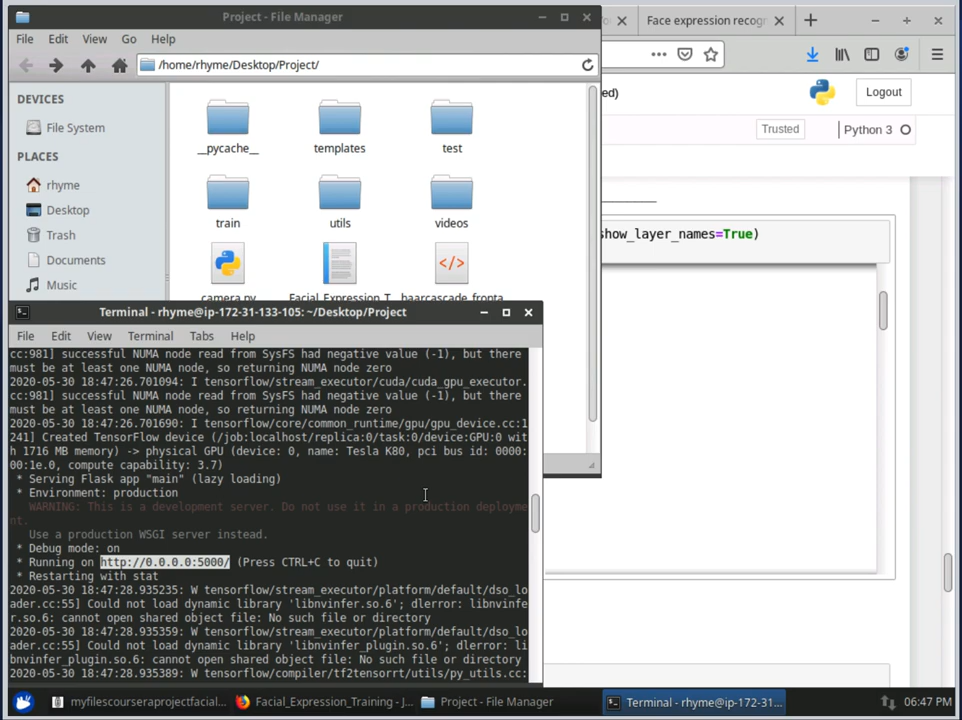 Project - File Manager
Face expression recog
File Edit View Go Help
/home/rhyme/Desktop/Project/
DEVICES
File System
PLACES
rhyme
Desktop
Trash
Documents
Music
__pycache__
templates
test
train
utils
videos
camera.py
Facial_Expression_T
haarcascade_fronta
ed)
Logout
Trusted
Python 3
show_layer_names=True)
Terminal - rhyme@ip-172-31-133-105: ~/Desktop/Project
File Edit View Terminal Tabs Help
cc:981] successful NUMA node read from SysFS had negative value (-1), but there
must be at least one NUMA node, so returning NUMA node zero
2020-05-30 18:47:26.701094: I tensorflow/stream_executor/cuda/cuda_gpu_executor.
cc:981] successful NUMA node read from SysFS had negative value (-1), but there
must be at least one NUMA node, so returning NUMA node zero
2020-05-30 18:47:26.701690: I tensorflow/core/common_runtime/gpu/gpu_device.cc:1
241] Created TensorFlow device (/job:localhost/replica:0/task:0/device:GPU:0 wit
h 1716 MB memory) -> physical GPU (device: 0, name: Tesla K80, pci bus id: 0000:
00:1e.0, compute capability: 3.7)
* Serving Flask app "main" (lazy loading)
* Environment: production
WARNING: This is a development server. Do not use it in a production deployme
nt.
Use a production WSGI server instead.
* Debug mode: on
* Running on http://0.0.0.0:5000/ (Press CTRL+C to quit)
* Restarting with stat
2020-05-30 18:47:28.935235: W tensorflow/stream_executor/platform/default/dso_lo
ader.cc:55] Could not load dynamic library 'libnvinfer.so.6'; dlerror: libnvinfe
r.so.6: cannot open shared object file: No such file or directory
2020-05-30 18:47:28.935359: W tensorflow/stream_executor/platform/default/dso_lo
ader.cc:55] Could not load dynamic library 'libnvinfer_plugin.so.6'; dlerror: li
bnvinfer_plugin.so.6: cannot open shared object file: No such file or directory
2020-05-30 18:47:28.935389: W tensorflow/compiler/tf2tensorrt/utils/py_utils.cc:
myfilescourseraprojectfacial...
Facial_Expression_Training - J...
Project - File Manager
Terminal - rhyme@ip-172-31...
06:47 PM